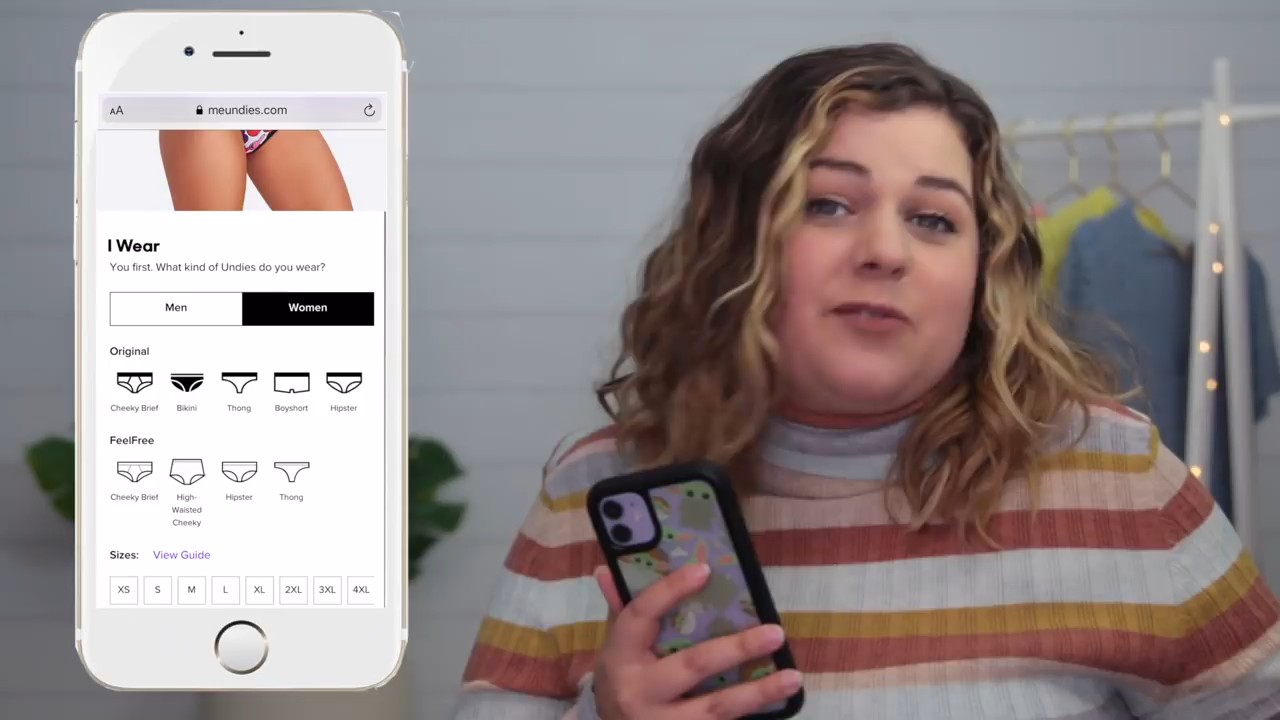 AA meundies.com
I Wear
You first. What kind of Undies do you wear?
Men Women
Original
Cheeky Brief Bikini Thong Boyshort Hipster
FeelFree
Cheeky Brief High-Waisted Cheeky Hipster Thong
Sizes: View Guide
XS S M L XL 2XL 3XL 4XL